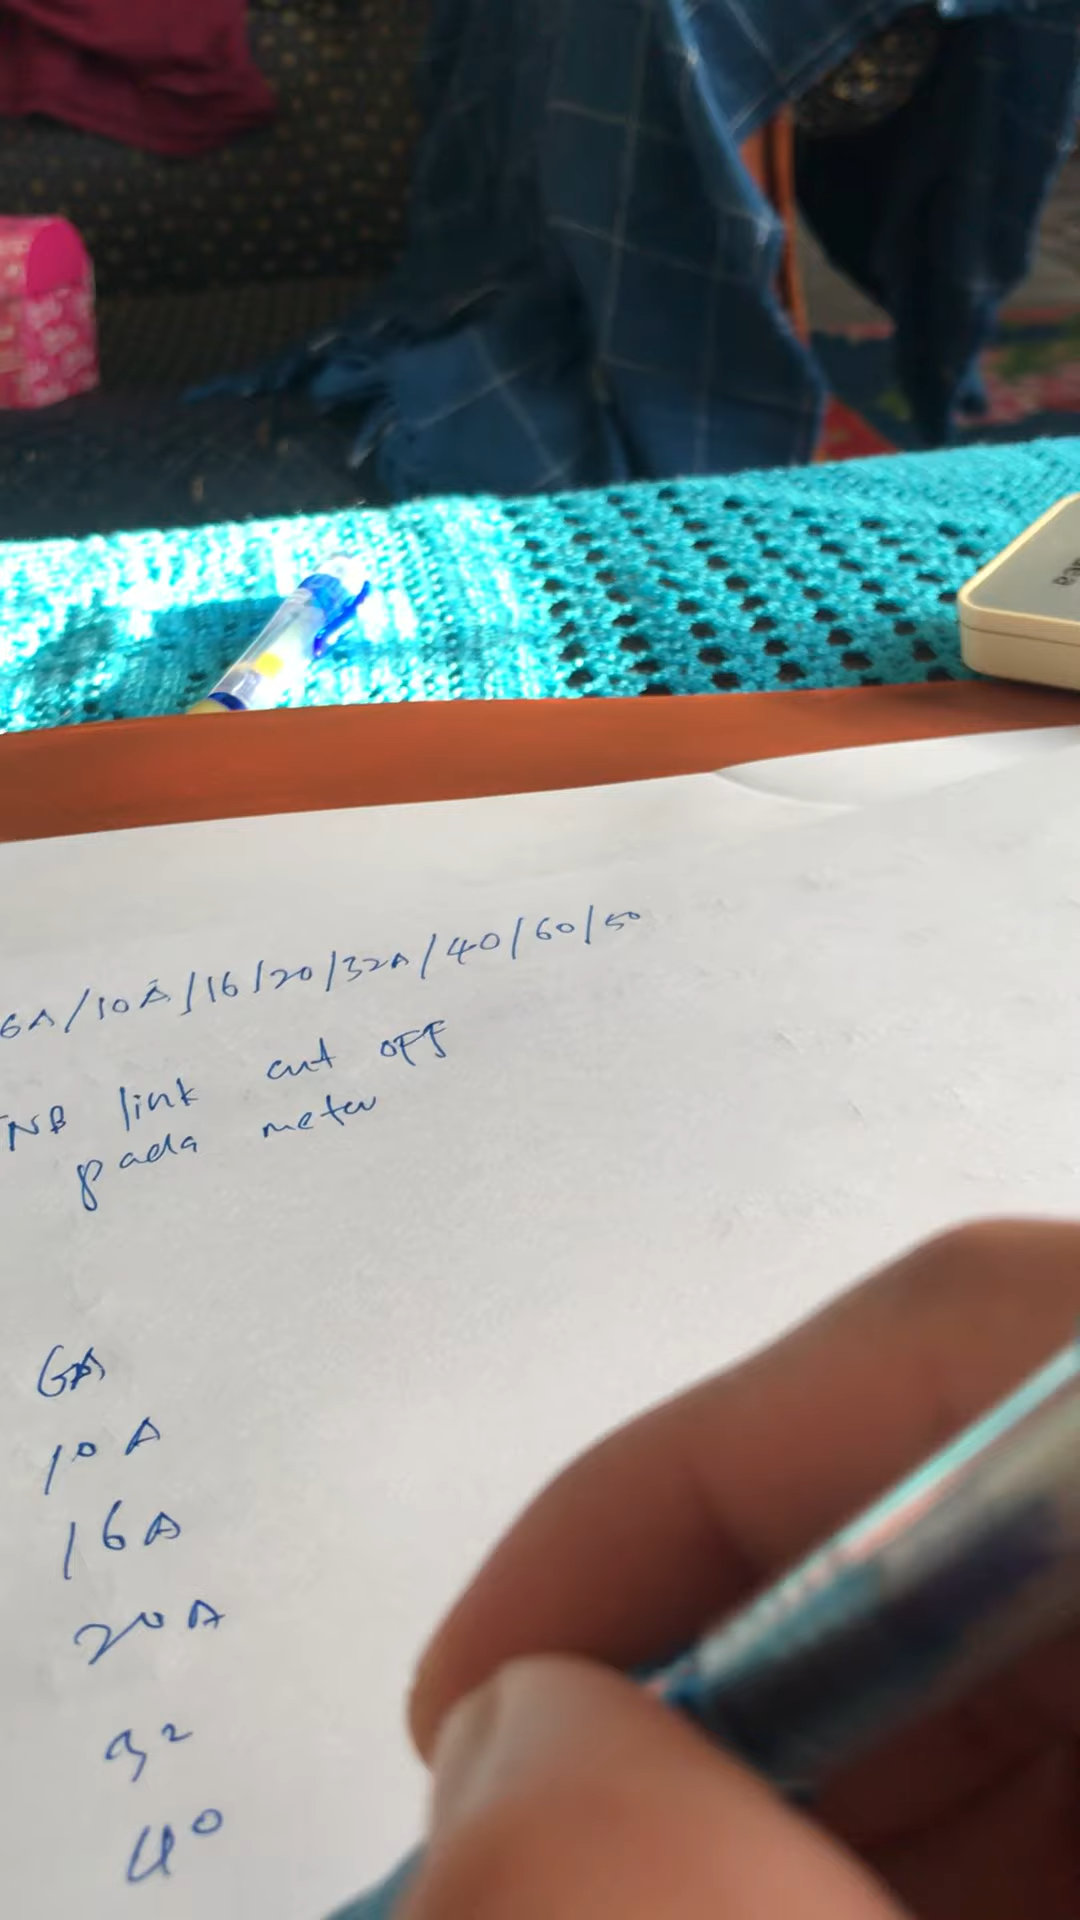 6A/10A/16/20/32A/40/60/50
TNB link cut off
pada meter
6A
10A
16A
20A
32
40